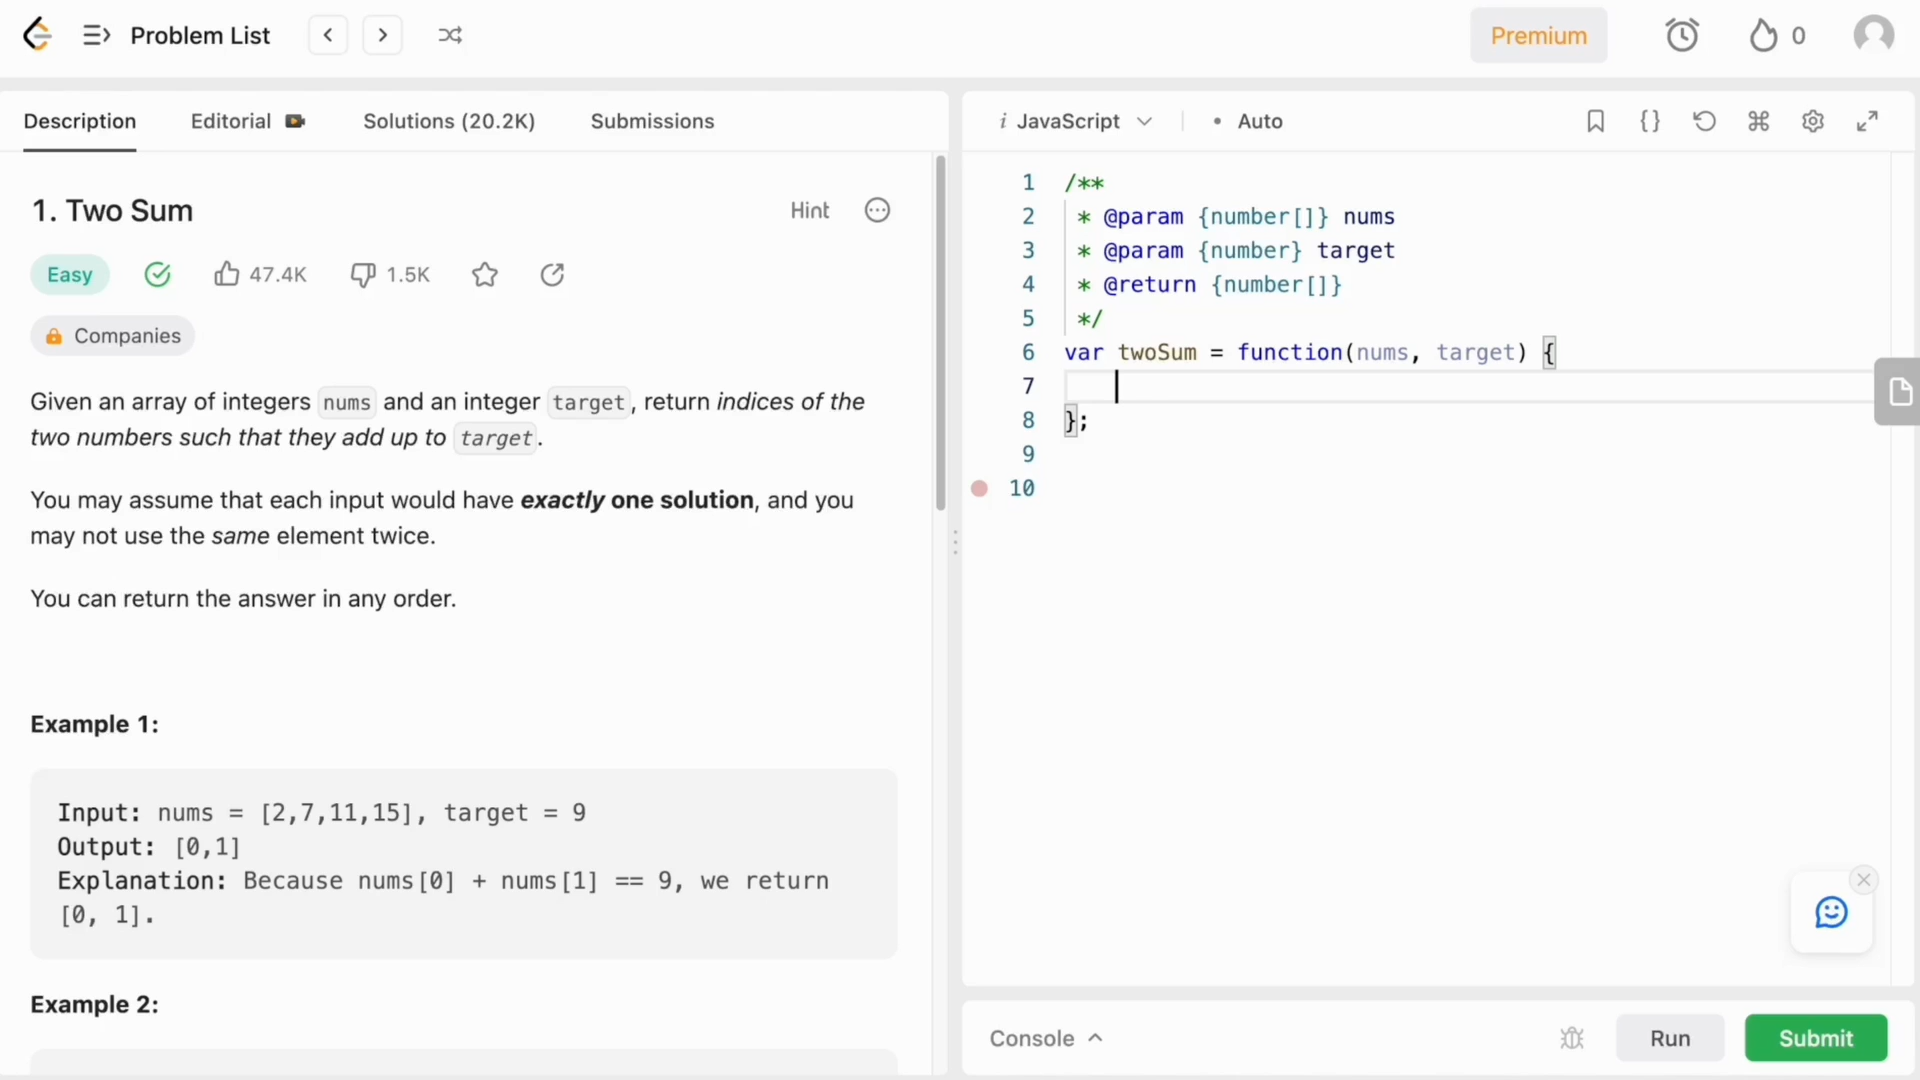 Problem List
Premium
0
Description Editorial Solutions (20.2K) Submissions
1. Two Sum
Hint
Easy 47.4K 1.5K
Companies
Given an array of integers nums and an integer target, return indices of the
two numbers such that they add up to target.
You may assume that each input would have exactly one solution, and you
may not use the same element twice.
You can return the answer in any order.
Example 1:
Input: nums = [2,7,11,15], target = 9
Output: [0,1]
Explanation: Because nums[0] + nums[1] == 9, we return
[0, 1].
Example 2:
i JavaScript • Auto
1 /**
2 * @param {number[]} nums
3 * @param {number} target
4 * @return {number[]}
5 */
6 var twoSum = function(nums, target) {
7
8 };
9
10
Console Run Submit